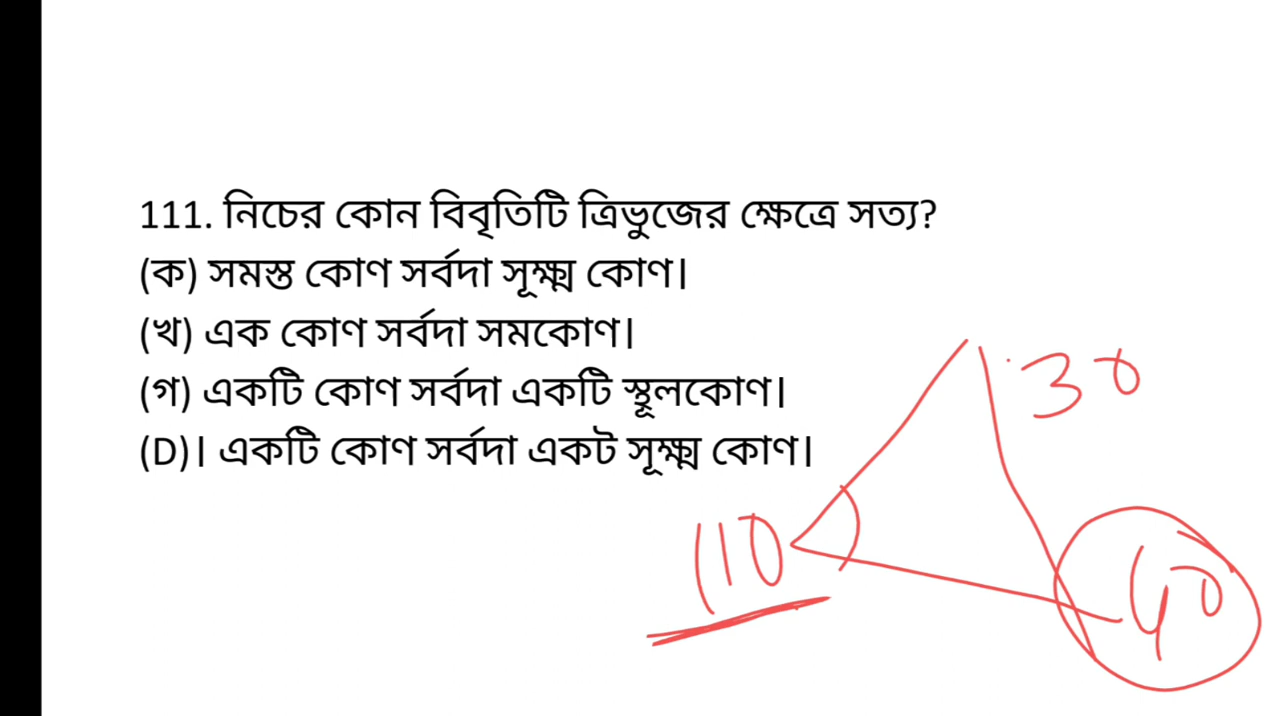 111. নিচের কোন বিবৃতিটি ত্রিভুজের ক্ষেত্রে সত্য?
(ক) সমস্ত কোণ সর্বদা সূক্ষ্ম কোণ।
(খ) এক কোণ সর্বদা সমকোণ।
(গ) একটি কোণ সর্বদা একটি স্থূলকোণ।
(D)। একটি কোণ সর্বদা একট সূক্ষ্ম কোণ।
30
110
40